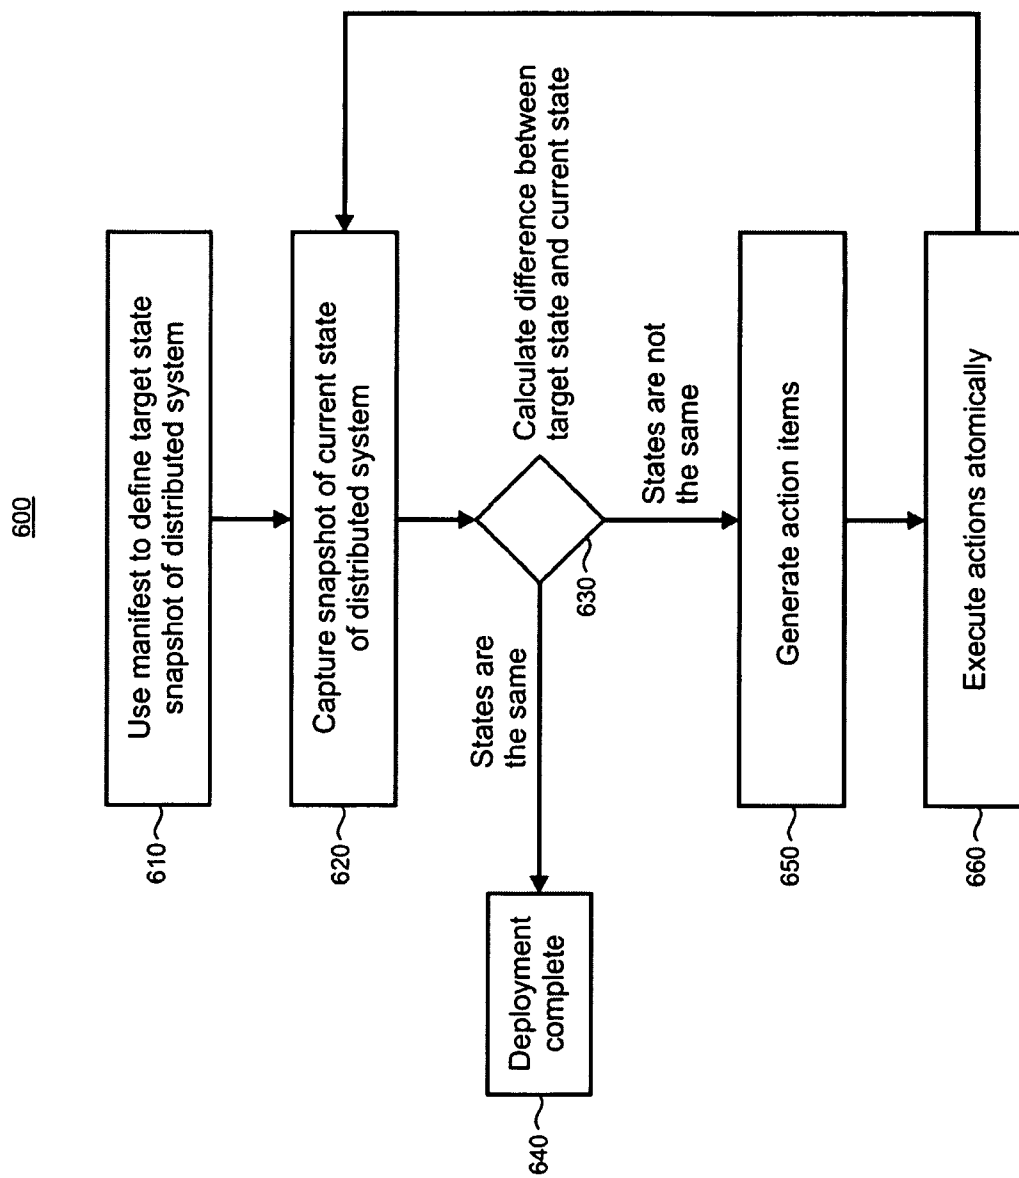 600
610
Use manifest to define target state
snapshot of distributed system
620
Capture snapshot of current state
of distributed system
Calculate difference between
target state and current state
630
States are
the same
States are not
the same
640
Deployment
complete
650
Generate action items
660
Execute actions atomically